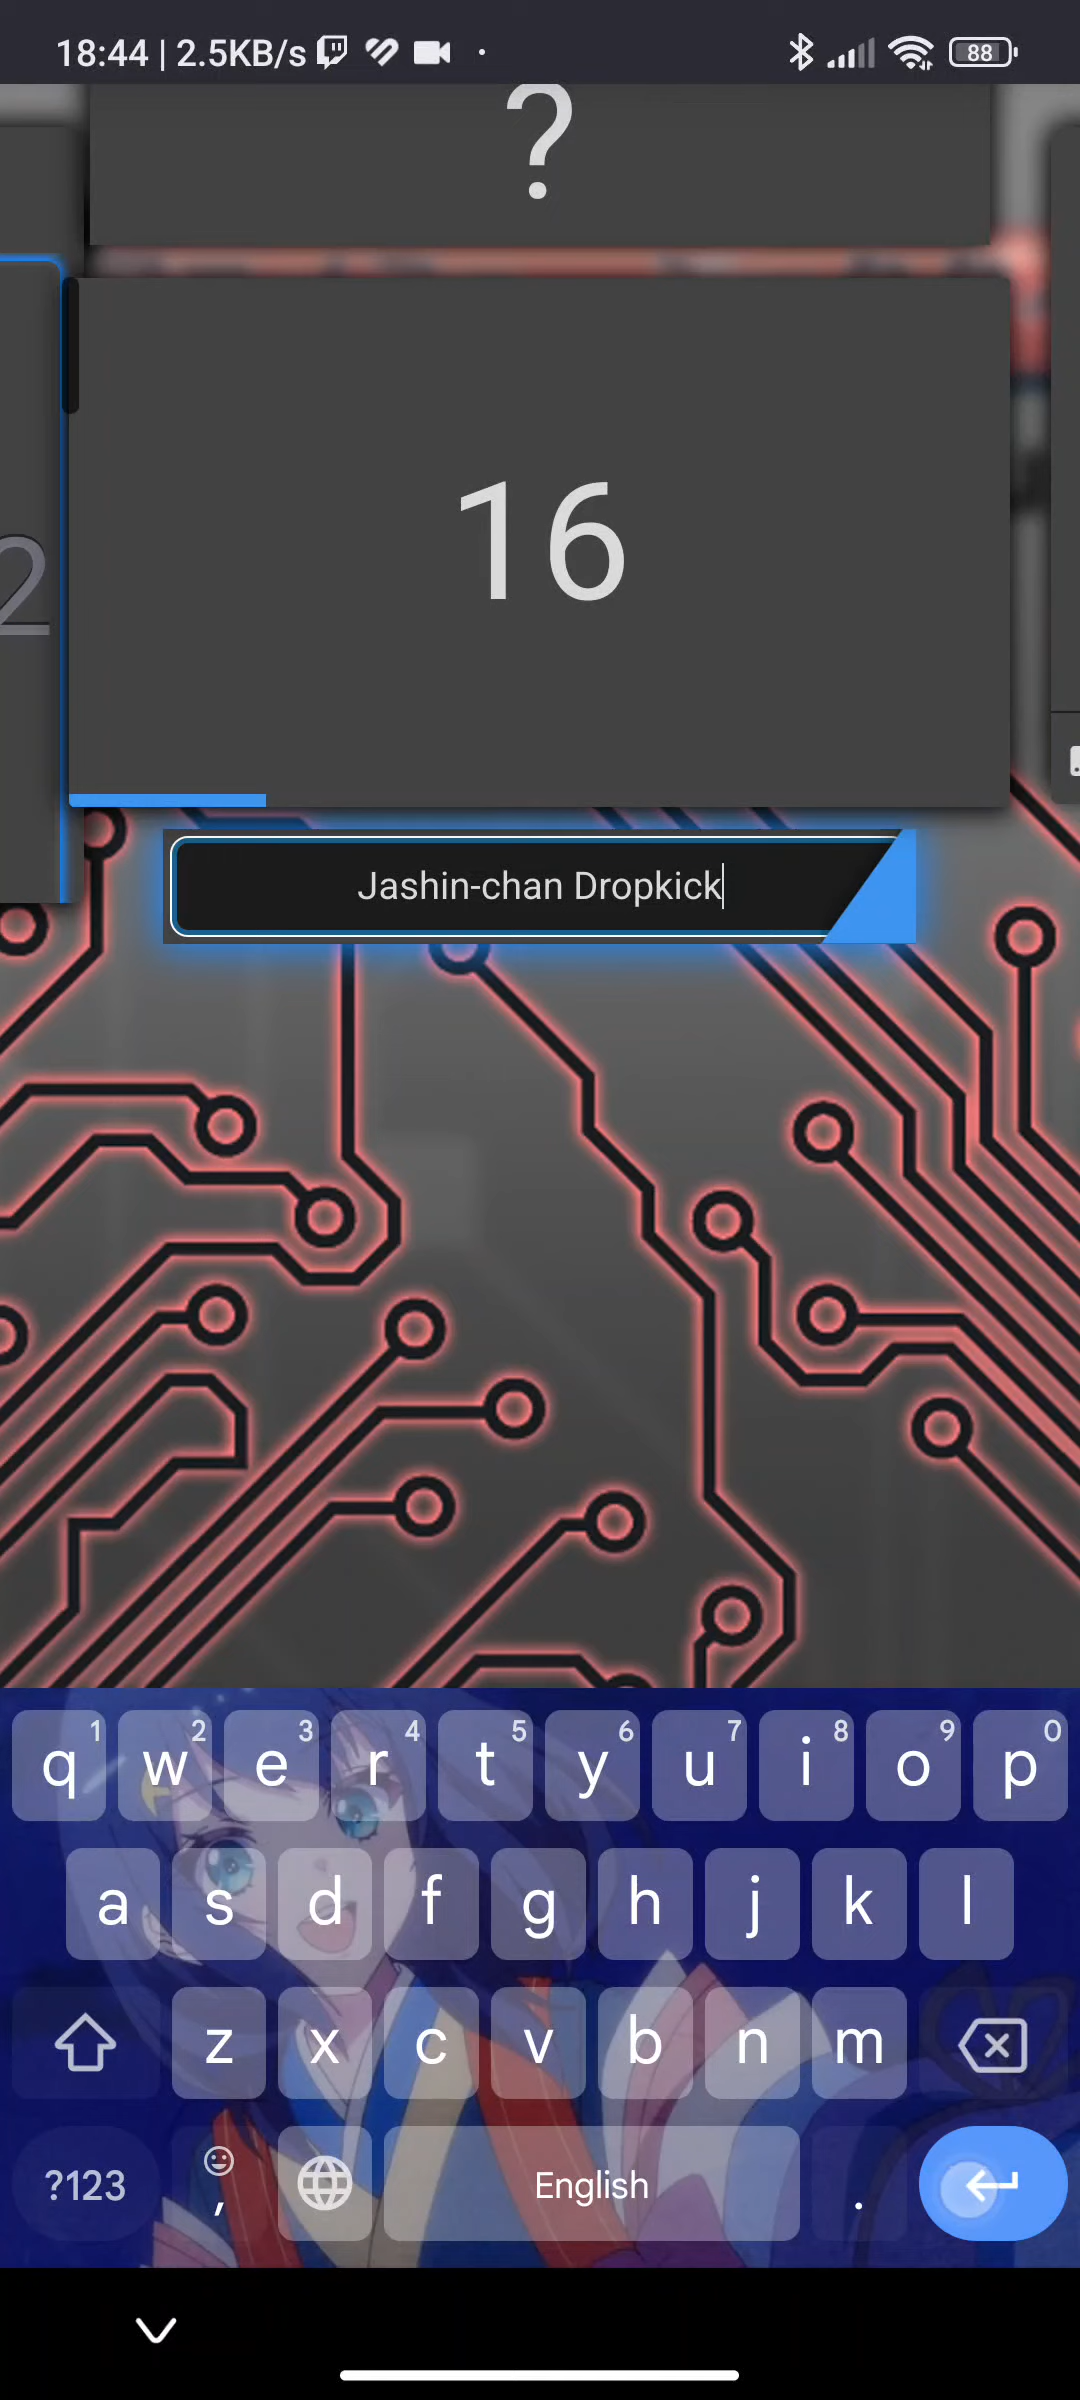 18:44 | 2.5KB/s
88
?
16
2
Jashin-chan Dropkick
1 2 3 4 5 6 7 8 9 0
q w e r t y u i o p
a s d f g h j k l
z x c v b n m
?123 , English .